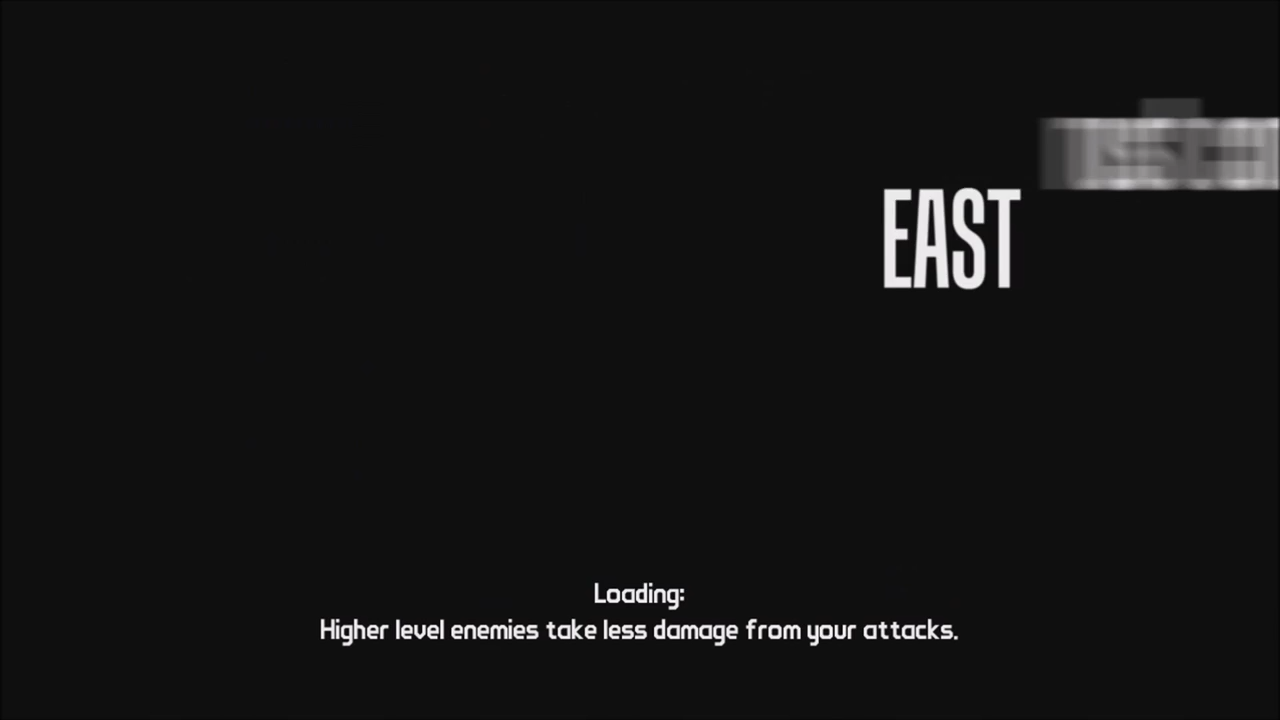 EAST
Loading:
Higher level enemies take less damage from your attacks.